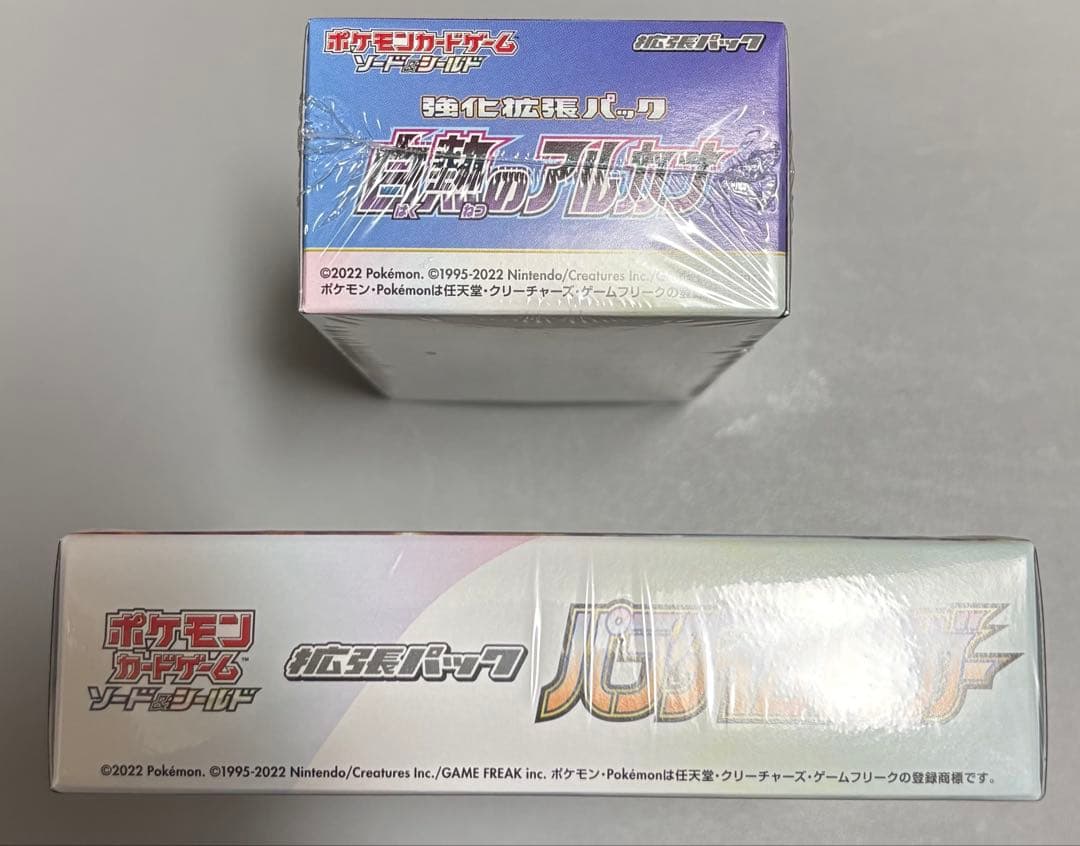 ポケモンカードゲーム
ソード&シールド
拡張パック
強化拡張パック
白熱のアルカナ
はく ねつ
©2022 Pokémon. ©1995-2022 Nintendo/Creatures Inc./
ポケモン・Pokémonは任天堂・クリーチャーズ・ゲームフリークの登録
ポケモン
カードゲーム™
ソード&シールド
拡張パック
©2022 Pokémon. ©1995-2022 Nintendo/Creatures Inc./GAME FREAK inc. ポケモン・Pokémonは任天堂・クリーチャーズ・ゲームフリークの登録商標です。